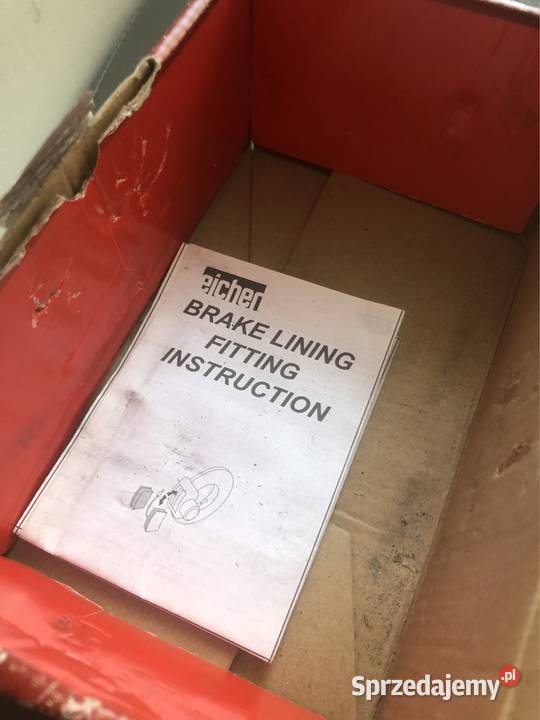 eicher
BRAKE LINING
FITTING
INSTRUCTION
Sprzedajemy.pl